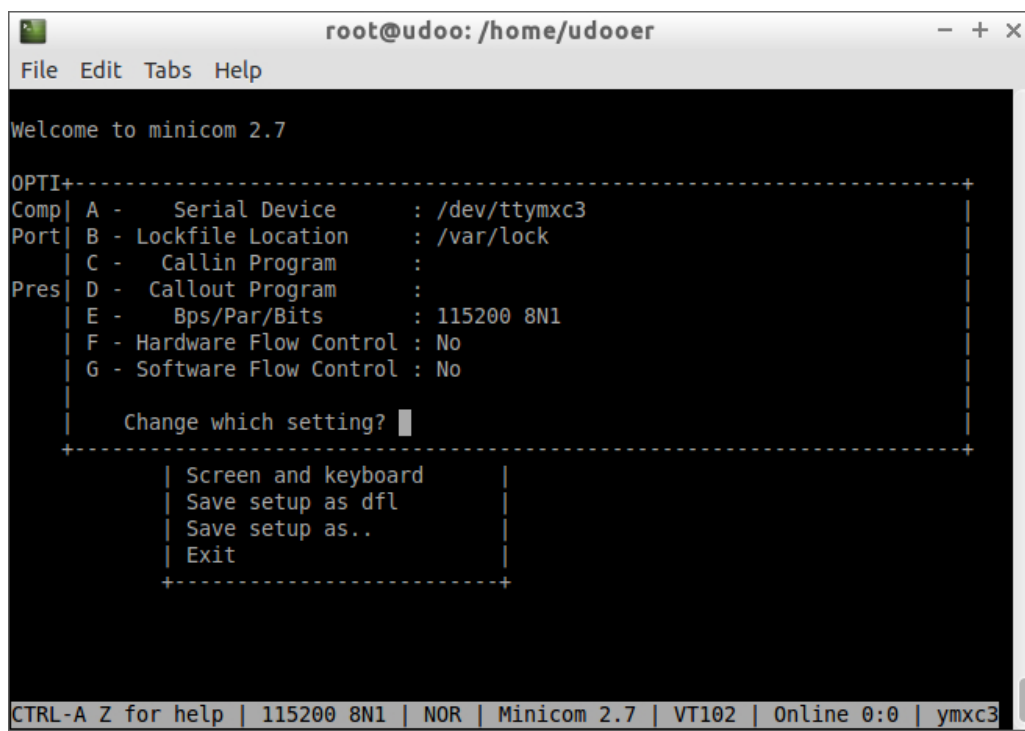 root@udoo: /home/udooer
File Edit Tabs Help
Welcome to minicom 2.7
OPTI+-----------------------------------------------------------------------+
Comp| A -    Serial Device      : /dev/ttymxc3                              |
Port| B - Lockfile Location     : /var/lock                                 |
    | C -   Callin Program      :                                           |
Pres| D -  Callout Program      :                                           |
    | E -    Bps/Par/Bits       : 115200 8N1                                |
    | F - Hardware Flow Control : No                                        |
    | G - Software Flow Control : No                                        |
    |                                                                       |
    |    Change which setting?                                              |
    +-----------------------------------------------------------------------+
            | Screen and keyboard      |
            | Save setup as dfl        |
            | Save setup as..          |
            | Exit                     |
            +--------------------------+
CTRL-A Z for help | 115200 8N1 | NOR | Minicom 2.7 | VT102 | Online 0:0 | ymxc3